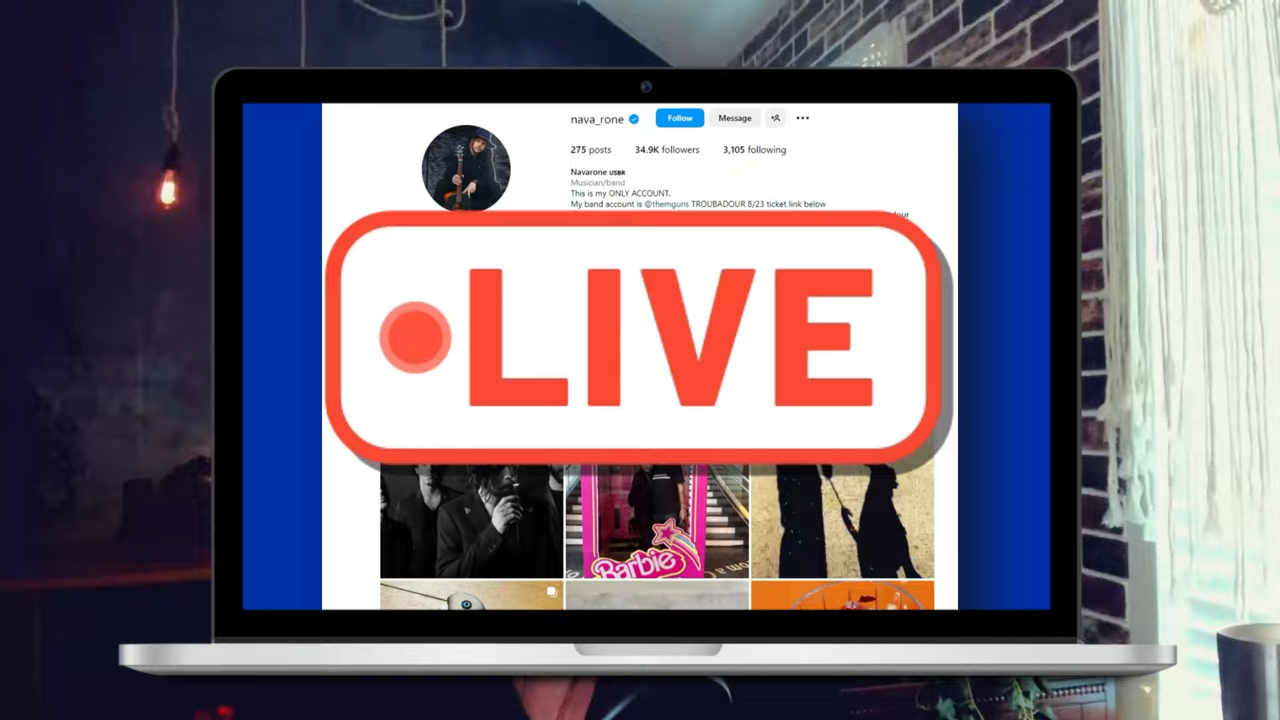 nava_rone Follow Message
275 posts 34.9K followers 3,105 following
Navarone USBR
Musician/band
This is my ONLY ACCOUNT.
My band account is @themguns TROUBADOUR 8/23 ticket link below
LIVE
Barbie